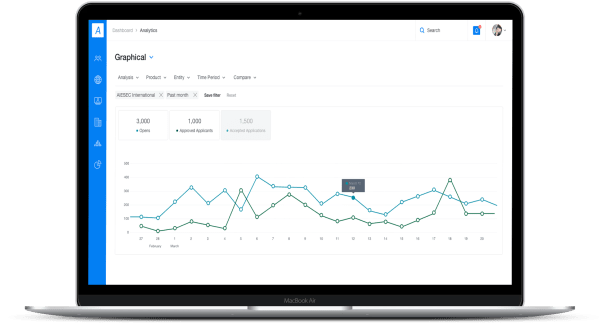 A
Dashboard Analytics
Search
Graphical
Analysis Product Entity Time Period Compare
AIESEC International Past month Save filter Reset
3,000 1,000 1,500
Opens Approved Applicants Accepted Applications
500
400
300
200
100
0
27 28 1 2 3 4 5 6 7 8 9 10 11 12 13 14 15 16 17 18 19 20
February March
MacBook Air